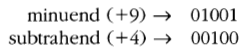 minuend (+9) → 01001
subtrahend (+4) → 00100